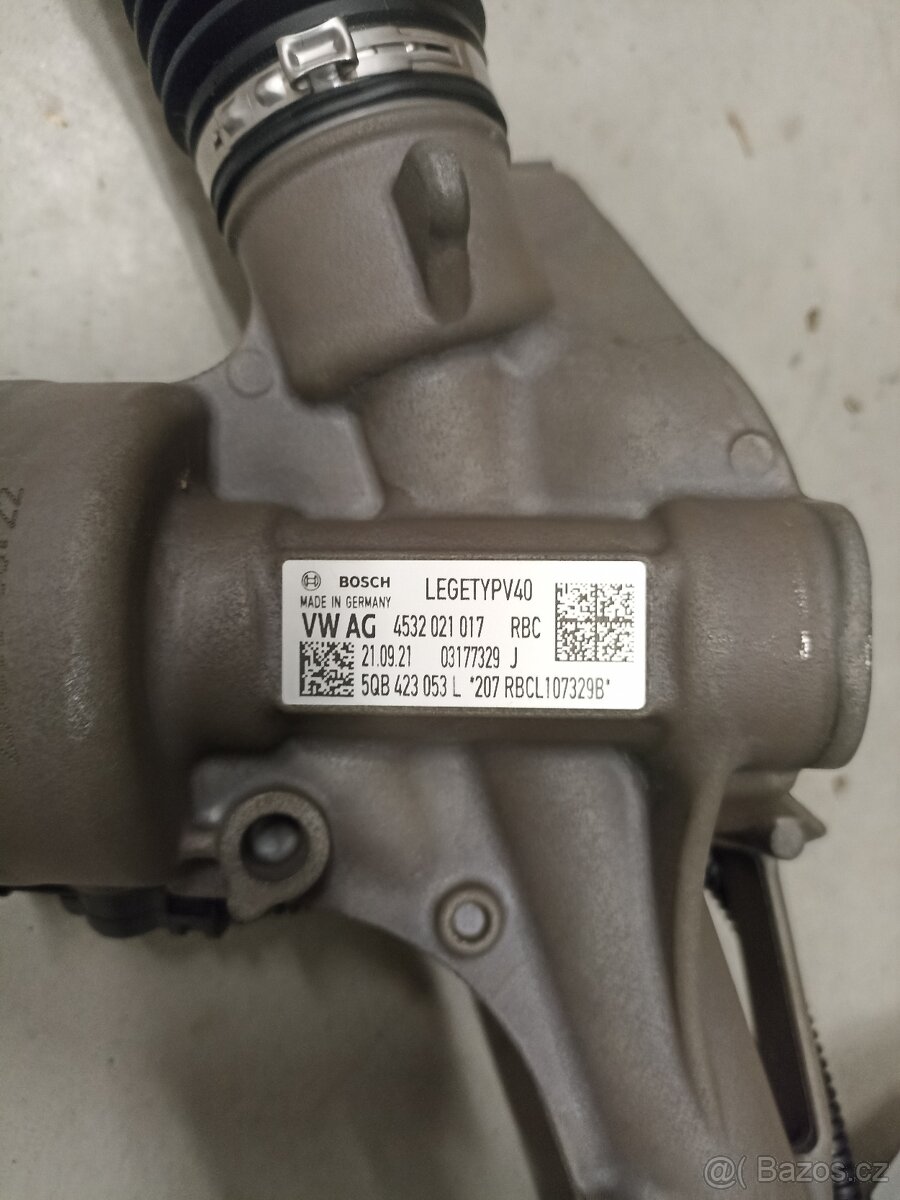 BOSCH LEGETYPV40
MADE IN GERMANY
VW AG 4532 021 017 RBC
21.09.21 03177329 J
5QB 423 053 L *207 RBCL107329B*
@( Bazos.cz